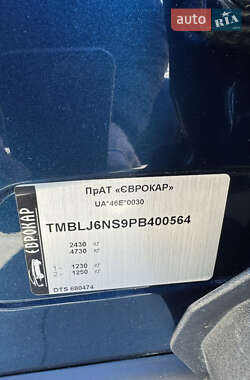 auto RIA
ПрАТ «ЄВРОКАР»
UA*46E*0030
ЄВРОКАР
TMBLJ6NS9PB400564
2430 кг
4730 кг
1 - 1230 кг
2 - 1250 кг
DTS 680474